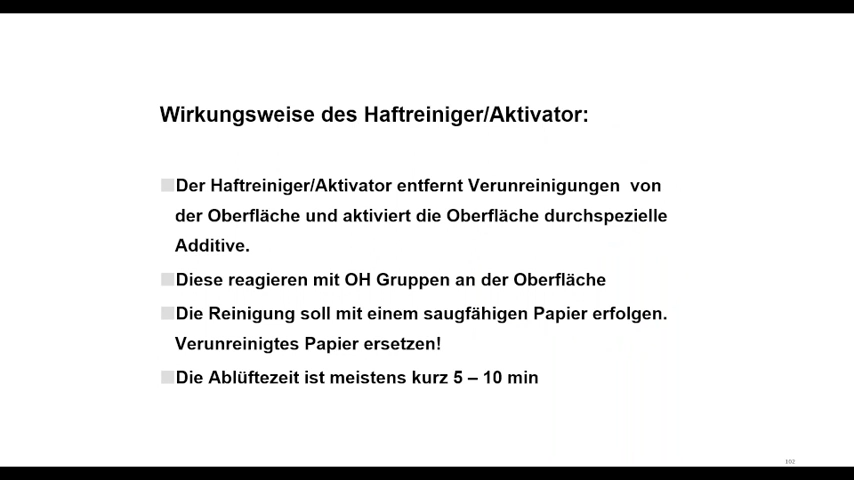 Wirkungsweise des Haftreiniger/Aktivator:
Der Haftreiniger/Aktivator entfernt Verunreinigungen  von
der Oberfläche und aktiviert die Oberfläche durchspezielle
Additive.
Diese reagieren mit OH Gruppen an der Oberfläche
Die Reinigung soll mit einem saugfähigen Papier erfolgen.
Verunreinigtes Papier ersetzen!
Die Ablüftezeit ist meistens kurz 5 – 10 min
102